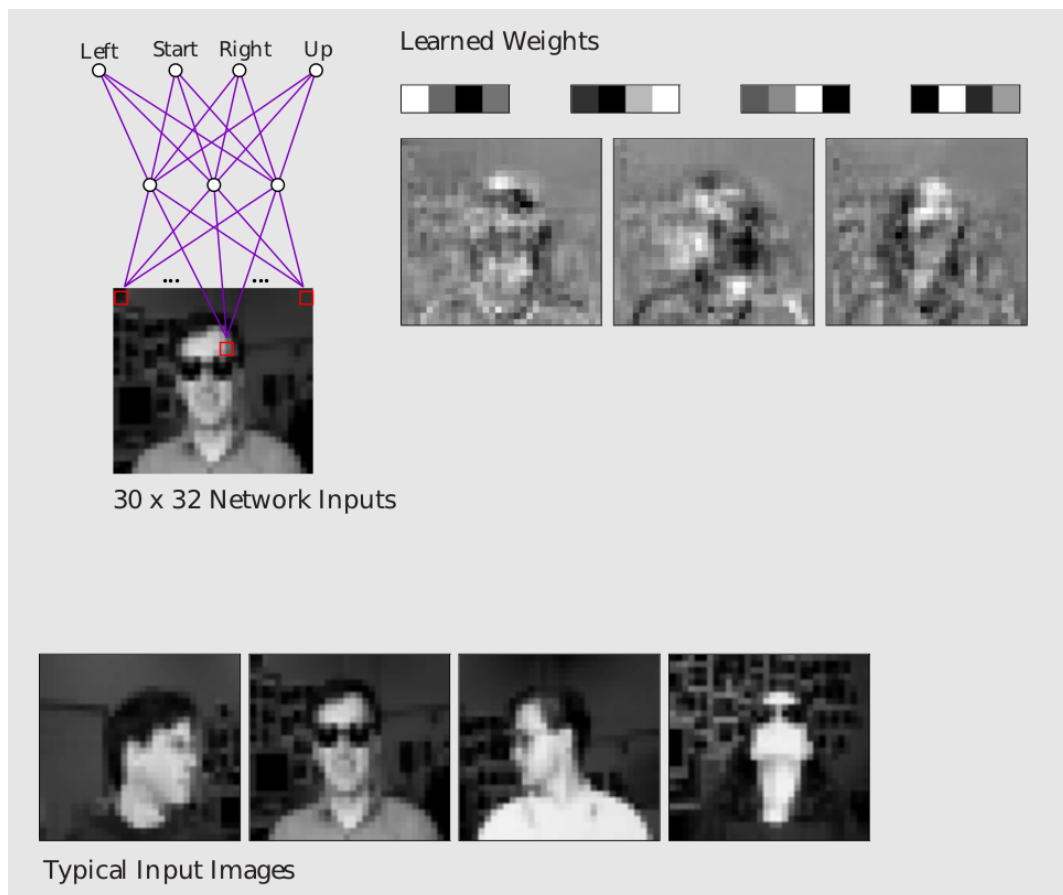 Left Start Right Up
Learned Weights
... ...
30 x 32 Network Inputs
Typical Input Images